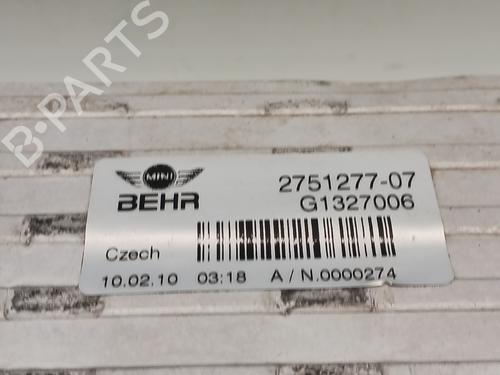 B-PARTS
MINI
BEHR
2751277-07
G1327006
Czech
10.02.10 03:18 A / N.0000274